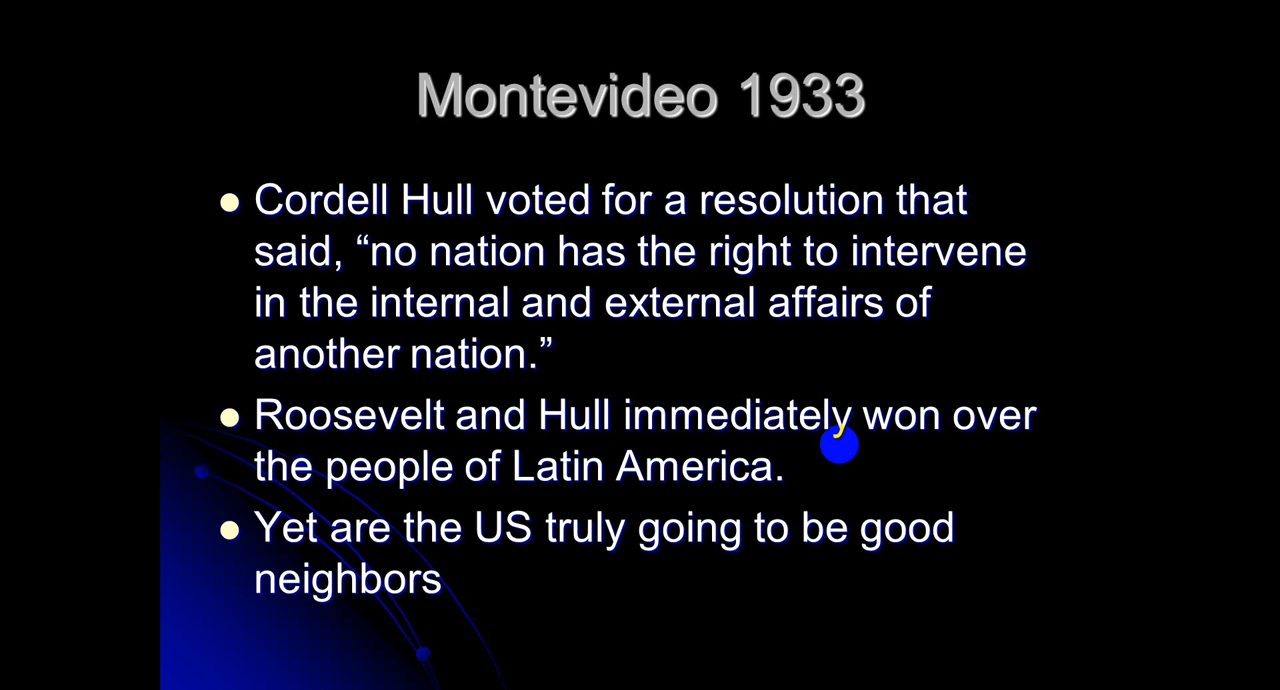 Montevideo 1933
Cordell Hull voted for a resolution that
said, “no nation has the right to intervene
in the internal and external affairs of
another nation.”
Roosevelt and Hull immediately won over
the people of Latin America.
Yet are the US truly going to be good
neighbors